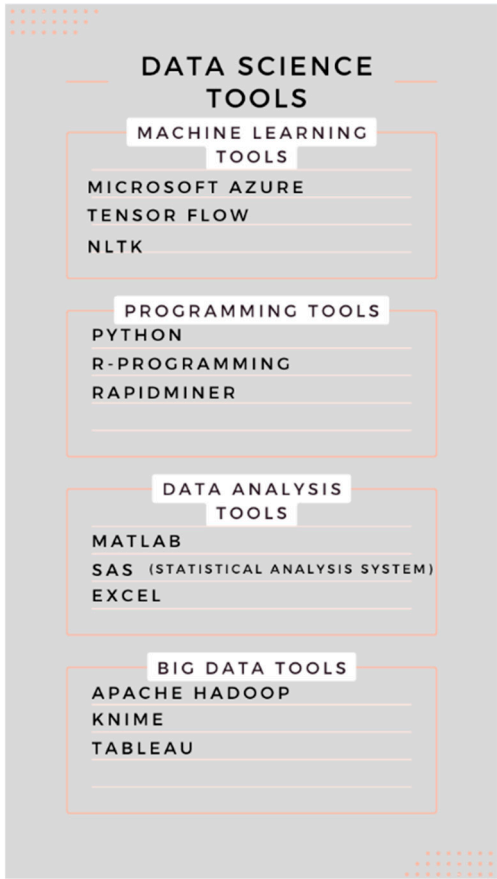 DATA SCIENCE
TOOLS
MACHINE LEARNING
TOOLS
MICROSOFT AZURE
TENSOR FLOW
NLTK
PROGRAMMING TOOLS
PYTHON
R-PROGRAMMING
RAPIDMINER
DATA ANALYSIS
TOOLS
MATLAB
SAS (STATISTICAL ANALYSIS SYSTEM)
EXCEL
BIG DATA TOOLS
APACHE HADOOP
KNIME
TABLEAU